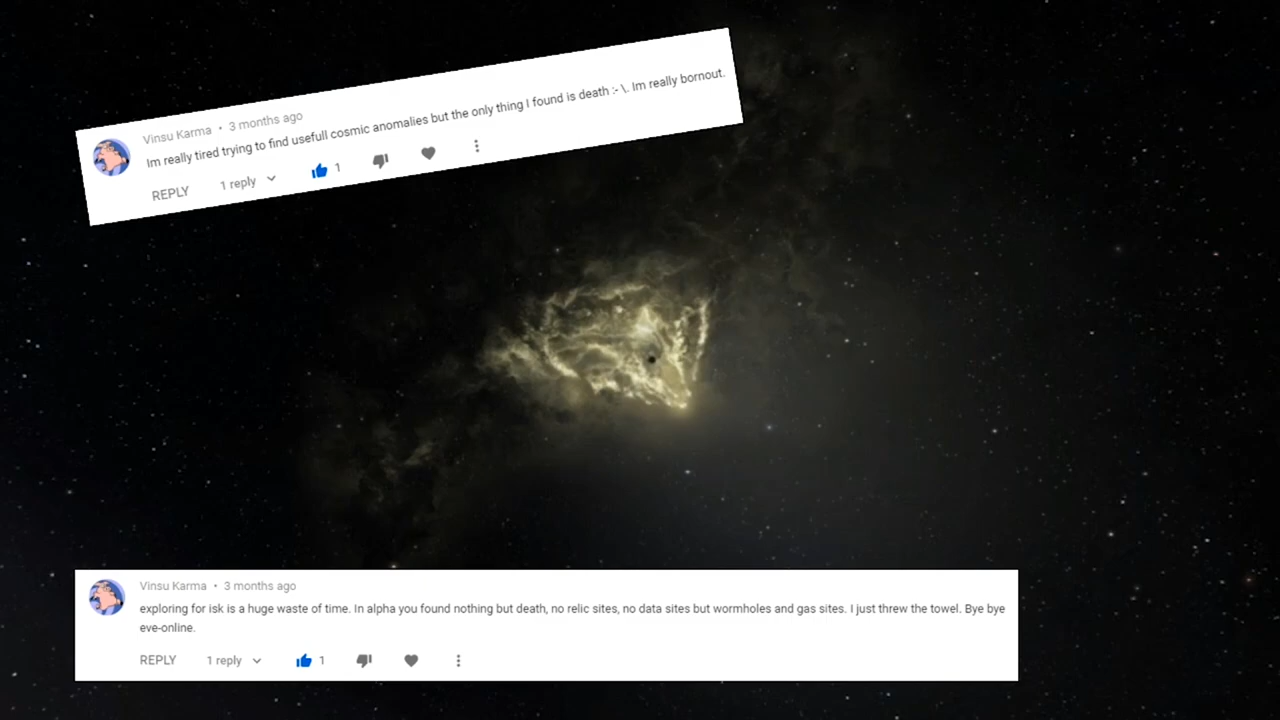 Vinsu Karma • 3 months ago
Im really tired trying to find usefull cosmic anomalies but the only thing I found is death :- \. Im really bornout.
REPLY 1 reply 1
Vinsu Karma • 3 months ago
exploring for isk is a huge waste of time. In alpha you found nothing but death, no relic sites, no data sites but wormholes and gas sites. I just threw the towel. Bye bye
eve-online.
REPLY 1 reply 1